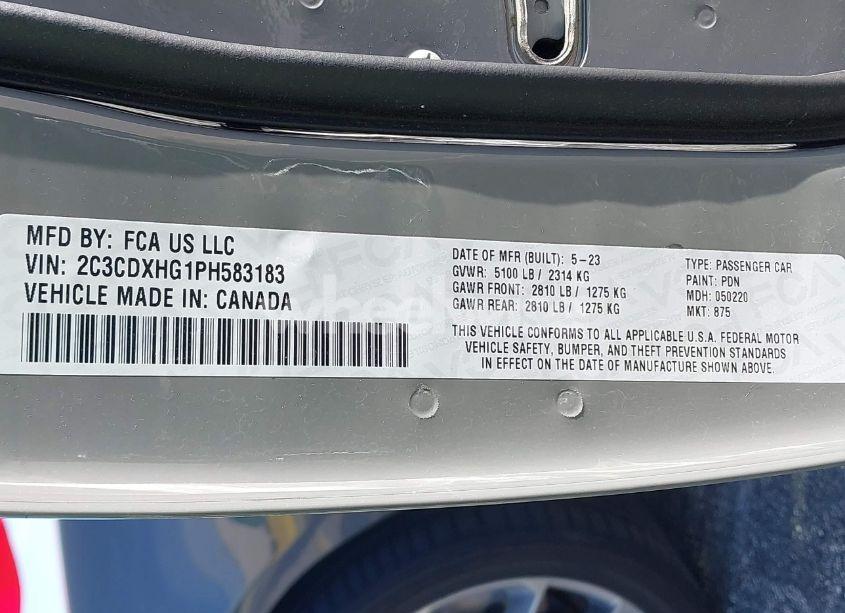 MFD BY: FCA US LLC
VIN: 2C3CDXHG1PH583183
VEHICLE MADE IN: CANADA
DATE OF MFR (BUILT): 5-23
GVWR: 5100 LB / 2314 KG
GAWR FRONT: 2810 LB / 1275 KG
GAWR REAR: 2810 LB / 1275 KG
TYPE: PASSENGER CAR
PAINT: PDN
MDH: 050220
MKT: 875
THIS VEHICLE CONFORMS TO ALL APPLICABLE U.S.A. FEDERAL MOTOR
VEHICLE SAFETY, BUMPER, AND THEFT PREVENTION STANDARDS
IN EFFECT ON THE DATE OF MANUFACTURE SHOWN ABOVE.